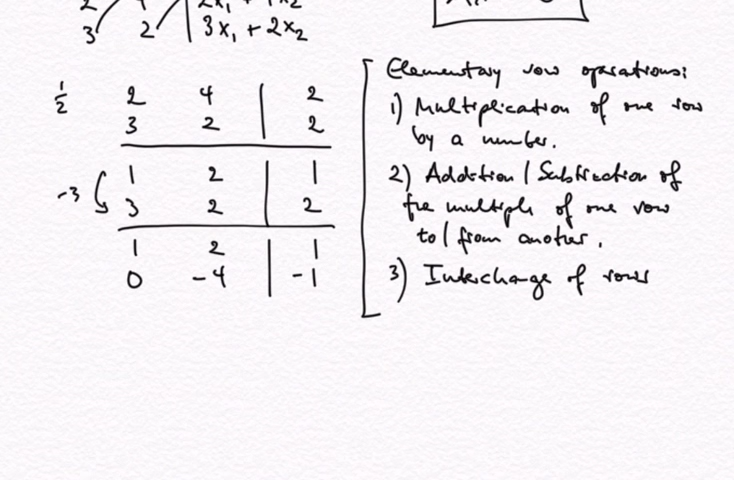 3 2 | 3x₁ + 2x₂
Elementary row operations:
1) Multiplication of one row
by a number.
2) Addition / Subtraction of
the multiple of one row
to / from another.
3) Interchange of rows
½ 2 4 | 2
3 2 | 2
1 2 | 1
-3 3 2 | 2
1 2 | 1
0 -4 | -1